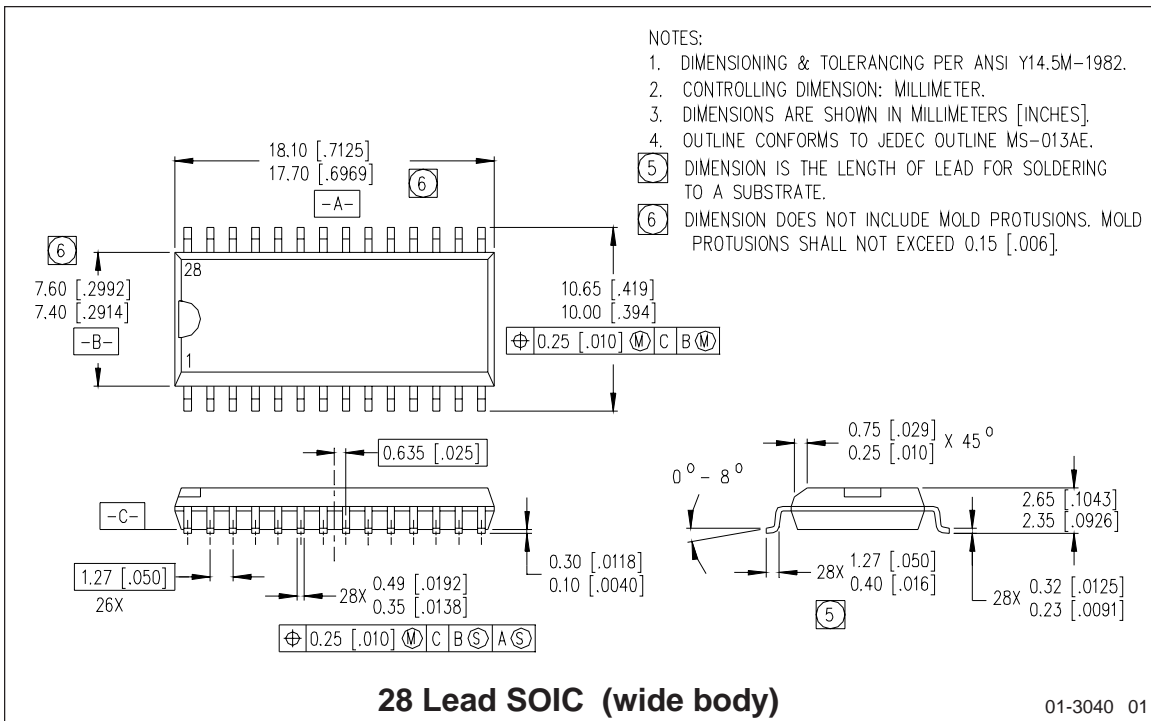 NOTES:
1. DIMENSIONING & TOLERANCING PER ANSI Y14.5M-1982.
2. CONTROLLING DIMENSION: MILLIMETER.
3. DIMENSIONS ARE SHOWN IN MILLIMETERS [INCHES].
4. OUTLINE CONFORMS TO JEDEC OUTLINE MS-013AE.
5 DIMENSION IS THE LENGTH OF LEAD FOR SOLDERING
TO A SUBSTRATE.
6 DIMENSION DOES NOT INCLUDE MOLD PROTUSIONS. MOLD
PROTUSIONS SHALL NOT EXCEED 0.15 [.006].
18.10 [.7125]
17.70 [.6969]
6
-A-
6
7.60 [.2992]
7.40 [.2914]
-B-
28
1
10.65 [.419]
10.00 [.394]
⌖ 0.25 [.010] Ⓜ C B Ⓜ
0.635 [.025]
-C-
1.27 [.050]
26X
28X 0.49 [.0192]
0.35 [.0138]
⌖ 0.25 [.010] Ⓜ C B Ⓢ A Ⓢ
0.30 [.0118]
0.10 [.0040]
0.75 [.029]
0.25 [.010] X 45°
0° - 8°
2.65 [.1043]
2.35 [.0926]
28X 1.27 [.050]
0.40 [.016]
5
28X 0.32 [.0125]
0.23 [.0091]
28 Lead SOIC (wide body)
01-3040 01